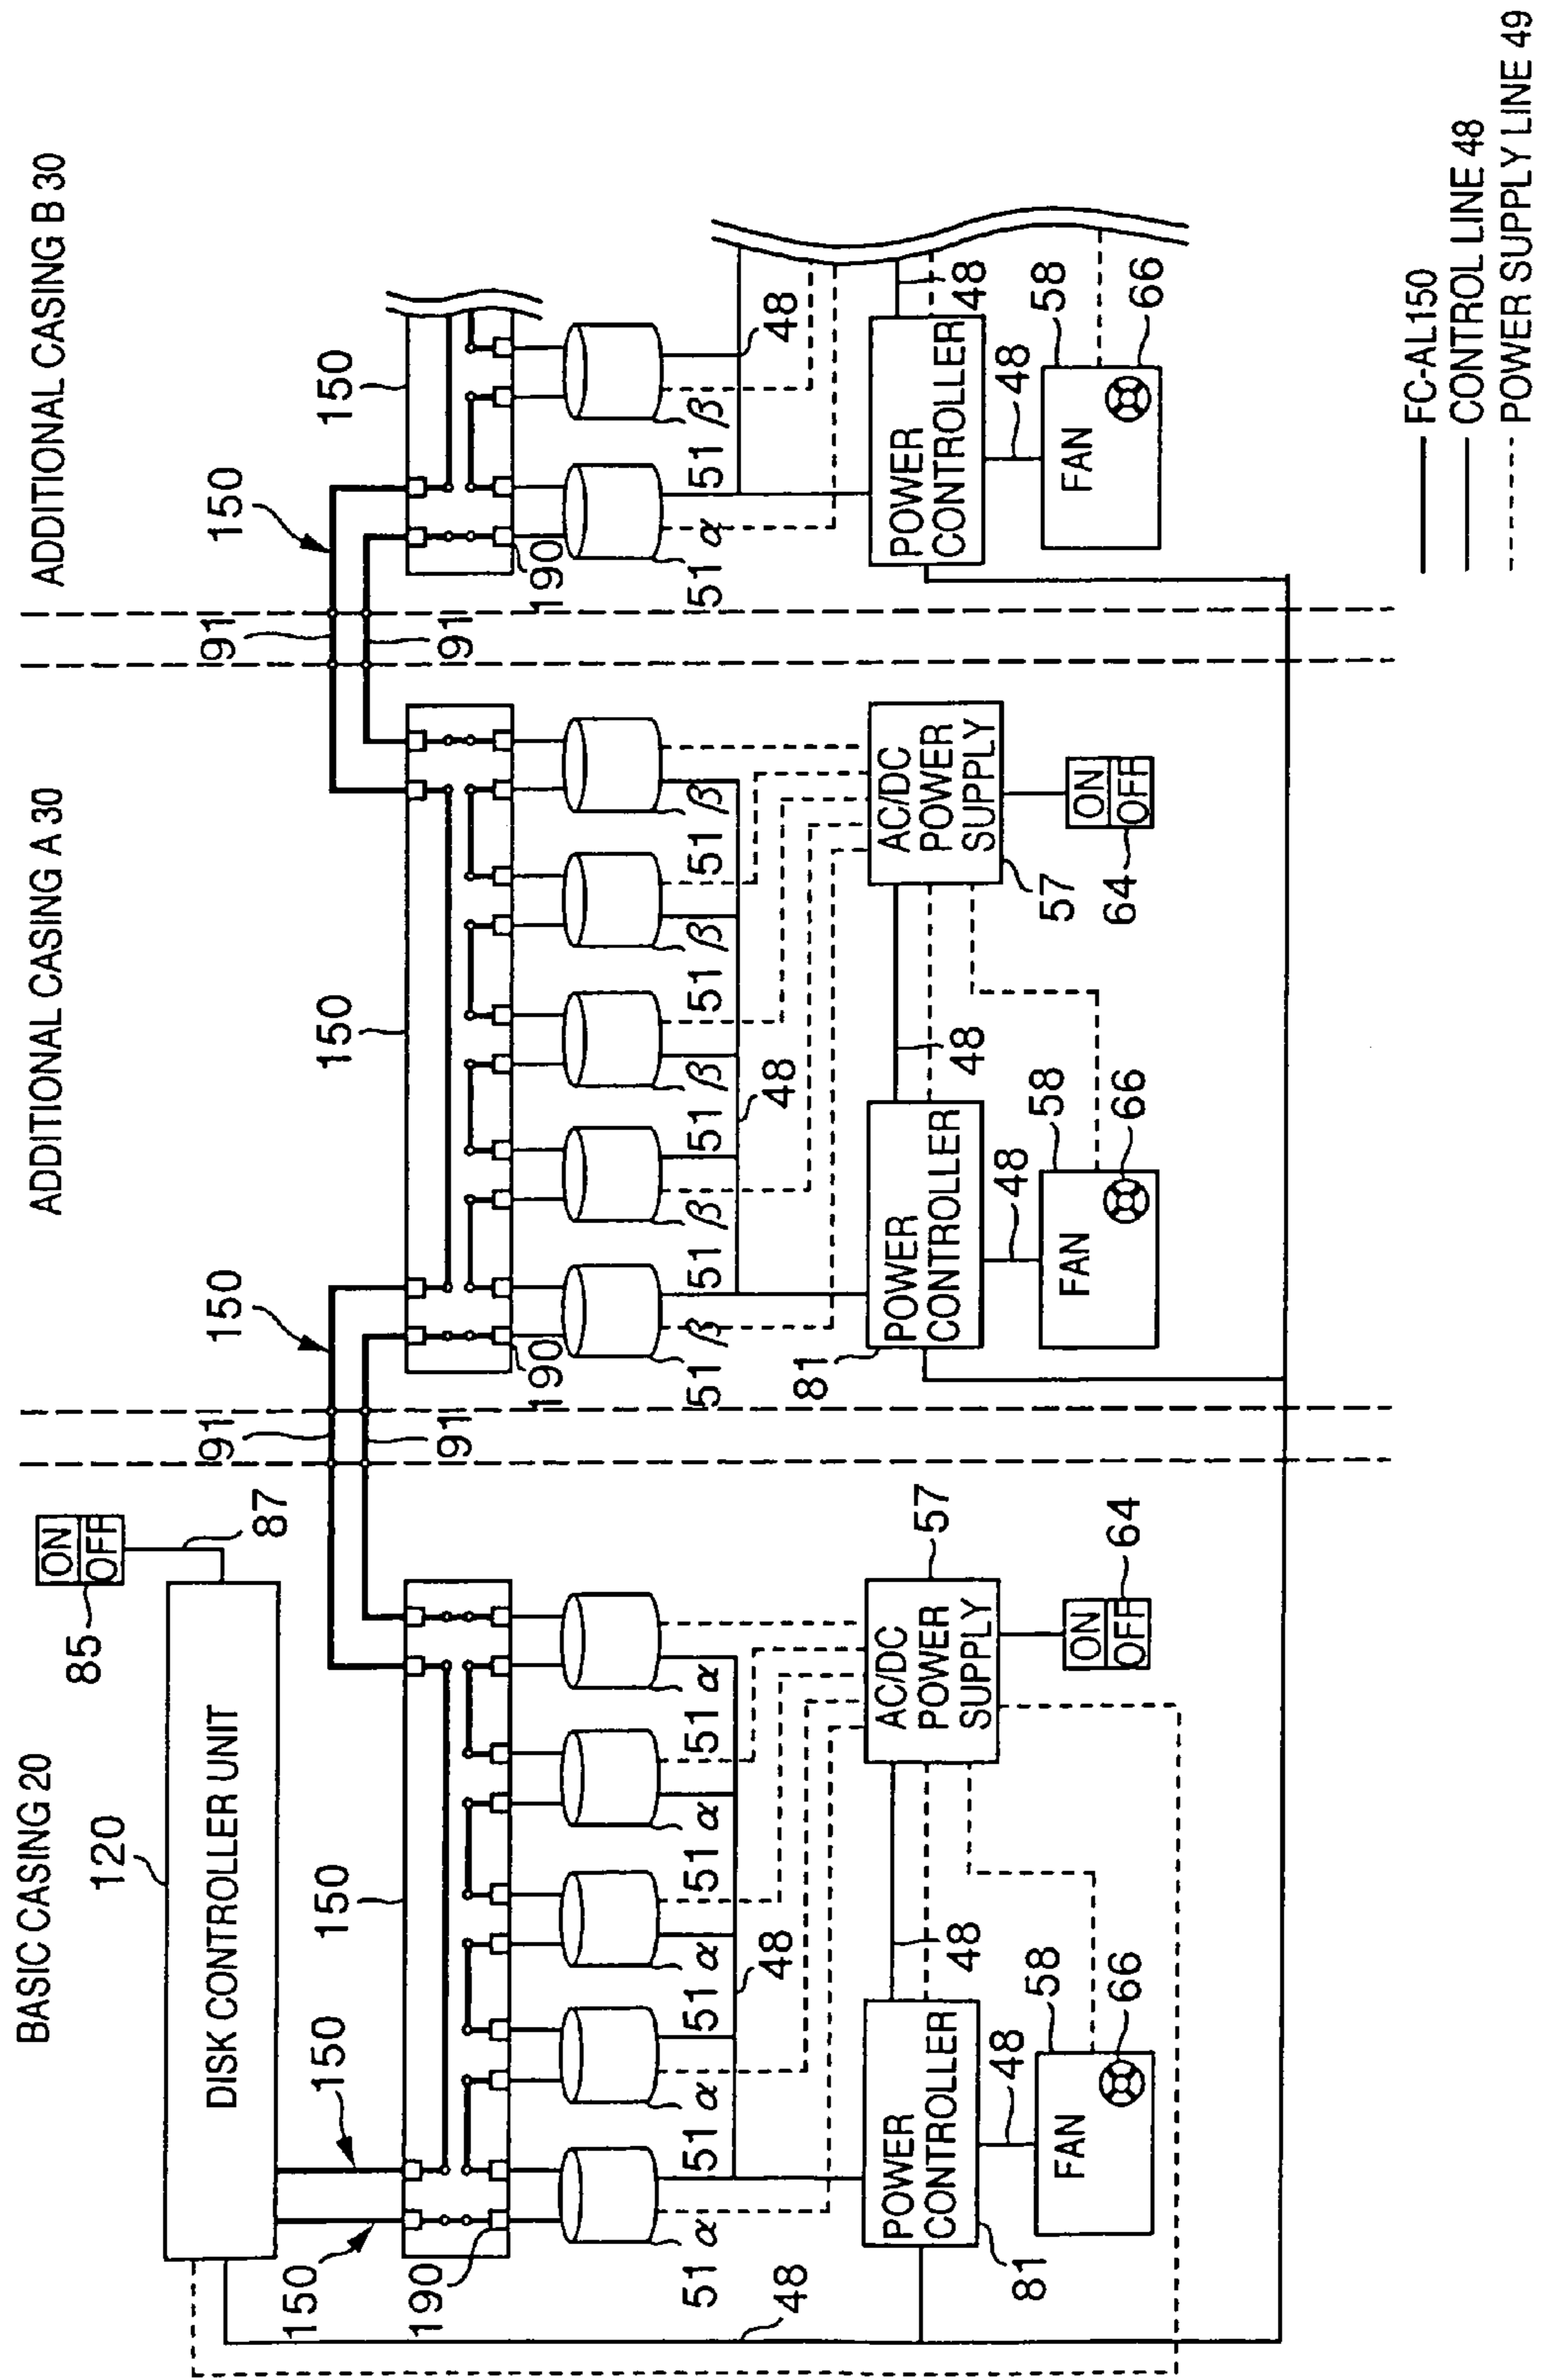 BASIC CASING 20
ADDITIONAL CASING A 30
ADDITIONAL CASING B 30
ON
OFF
85
87
120
DISK CONTROLLER UNIT
150
150
150
190
91
91
150
150
190
91
91
150
150
190
51 α
51 α
51 α
51 α
51 α
48
51 β
51 β
51 β
51 β
51 β
48
51 α
51 β
48
48
POWER
CONTROLLER
81
48
AC/DC
POWER
SUPPLY
57
ON
OFF
64
48
FAN
58
66
POWER
CONTROLLER
81
48
AC/DC
POWER
SUPPLY
57
ON
OFF
64
48
FAN
58
66
POWER
CONTROLLER
48
48
FAN
58
66
FC-AL150
CONTROL LINE 48
POWER SUPPLY LINE 49